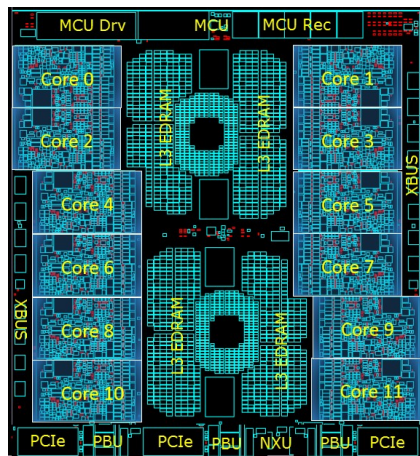 MCU Drv MCU MCU Rec
Core 0 Core 1
L3 EDRAM L3 EDRAM
Core 2 Core 3
XBUS
Core 4 Core 5
Core 6 Core 7
XBUS
L3 EDRAM L3 EDRAM
Core 8 Core 9
Core 10 Core 11
PCIe PBU PCIe PBU NXU PBU PCIe